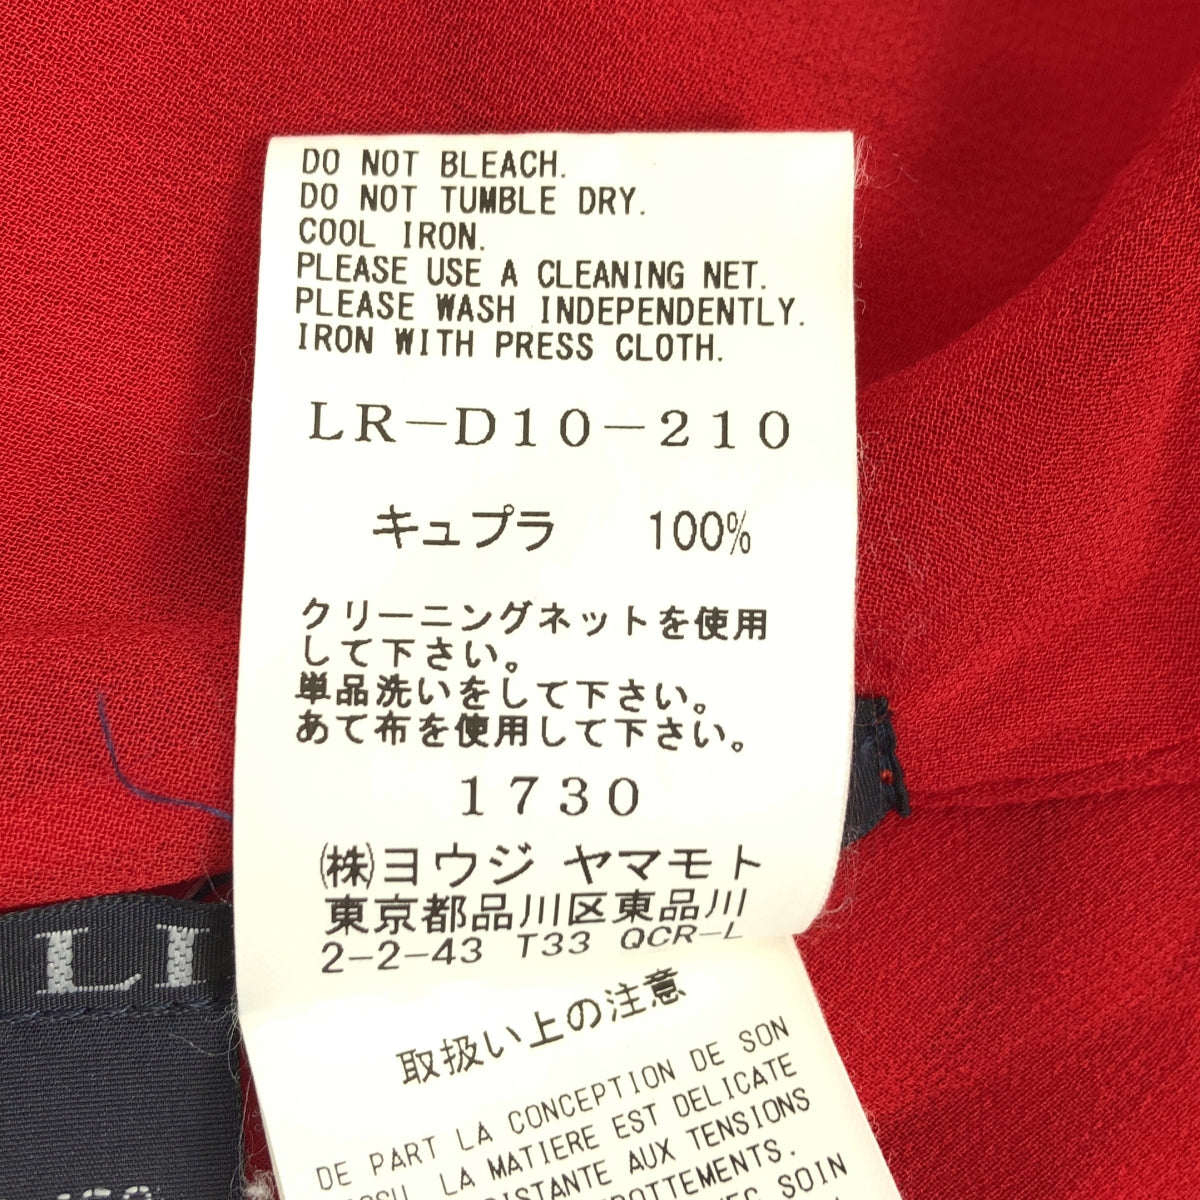 DO NOT BLEACH.
DO NOT TUMBLE DRY.
COOL IRON.
PLEASE USE A CLEANING NET.
PLEASE WASH INDEPENDENTLY.
IRON WITH PRESS CLOTH.
LR-D10-210
キュプラ 100%
クリーニングネットを使用
して下さい。
単品洗いをして下さい。
あて布を使用して下さい。
1730
(株)ヨウジ ヤマモト
東京都品川区東品川
2-2-43 T33 QCR-L
LI
取扱い上の注意
DE PART LA CONCEPTION DE SON
LA MATIERE EST DELICATE
AUX TENSIONS
SOIN